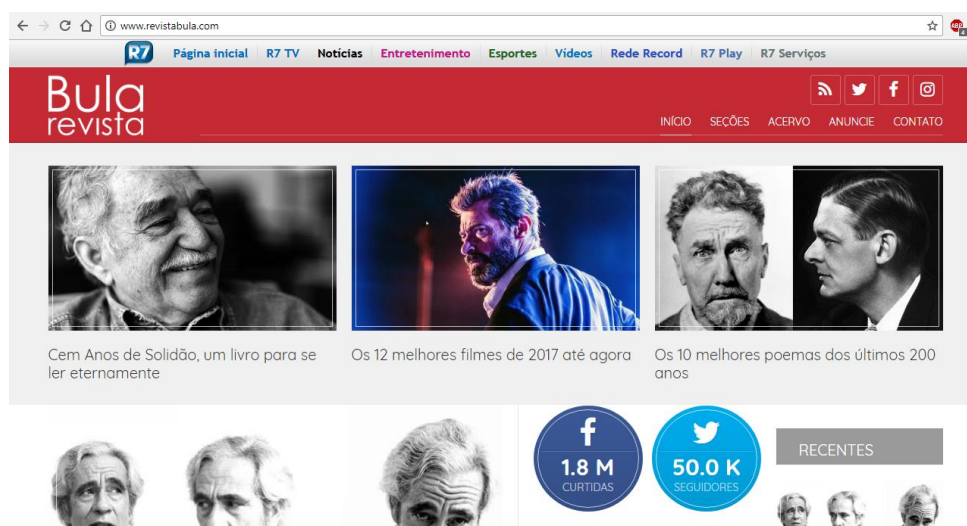 www.revistabula.com
ABP
4
R7 Página inicial R7 TV Notícias Entretenimento Esportes Vídeos Rede Record R7 Play R7 Serviços
Bula
revista
INÍCIO SEÇÕES ACERVO ANUNCIE CONTATO
Cem Anos de Solidão, um livro para se
ler eternamente
Os 12 melhores filmes de 2017 até agora
Os 10 melhores poemas dos últimos 200
anos
1.8 M
CURTIDAS
50.0 K
SEGUIDORES
RECENTES